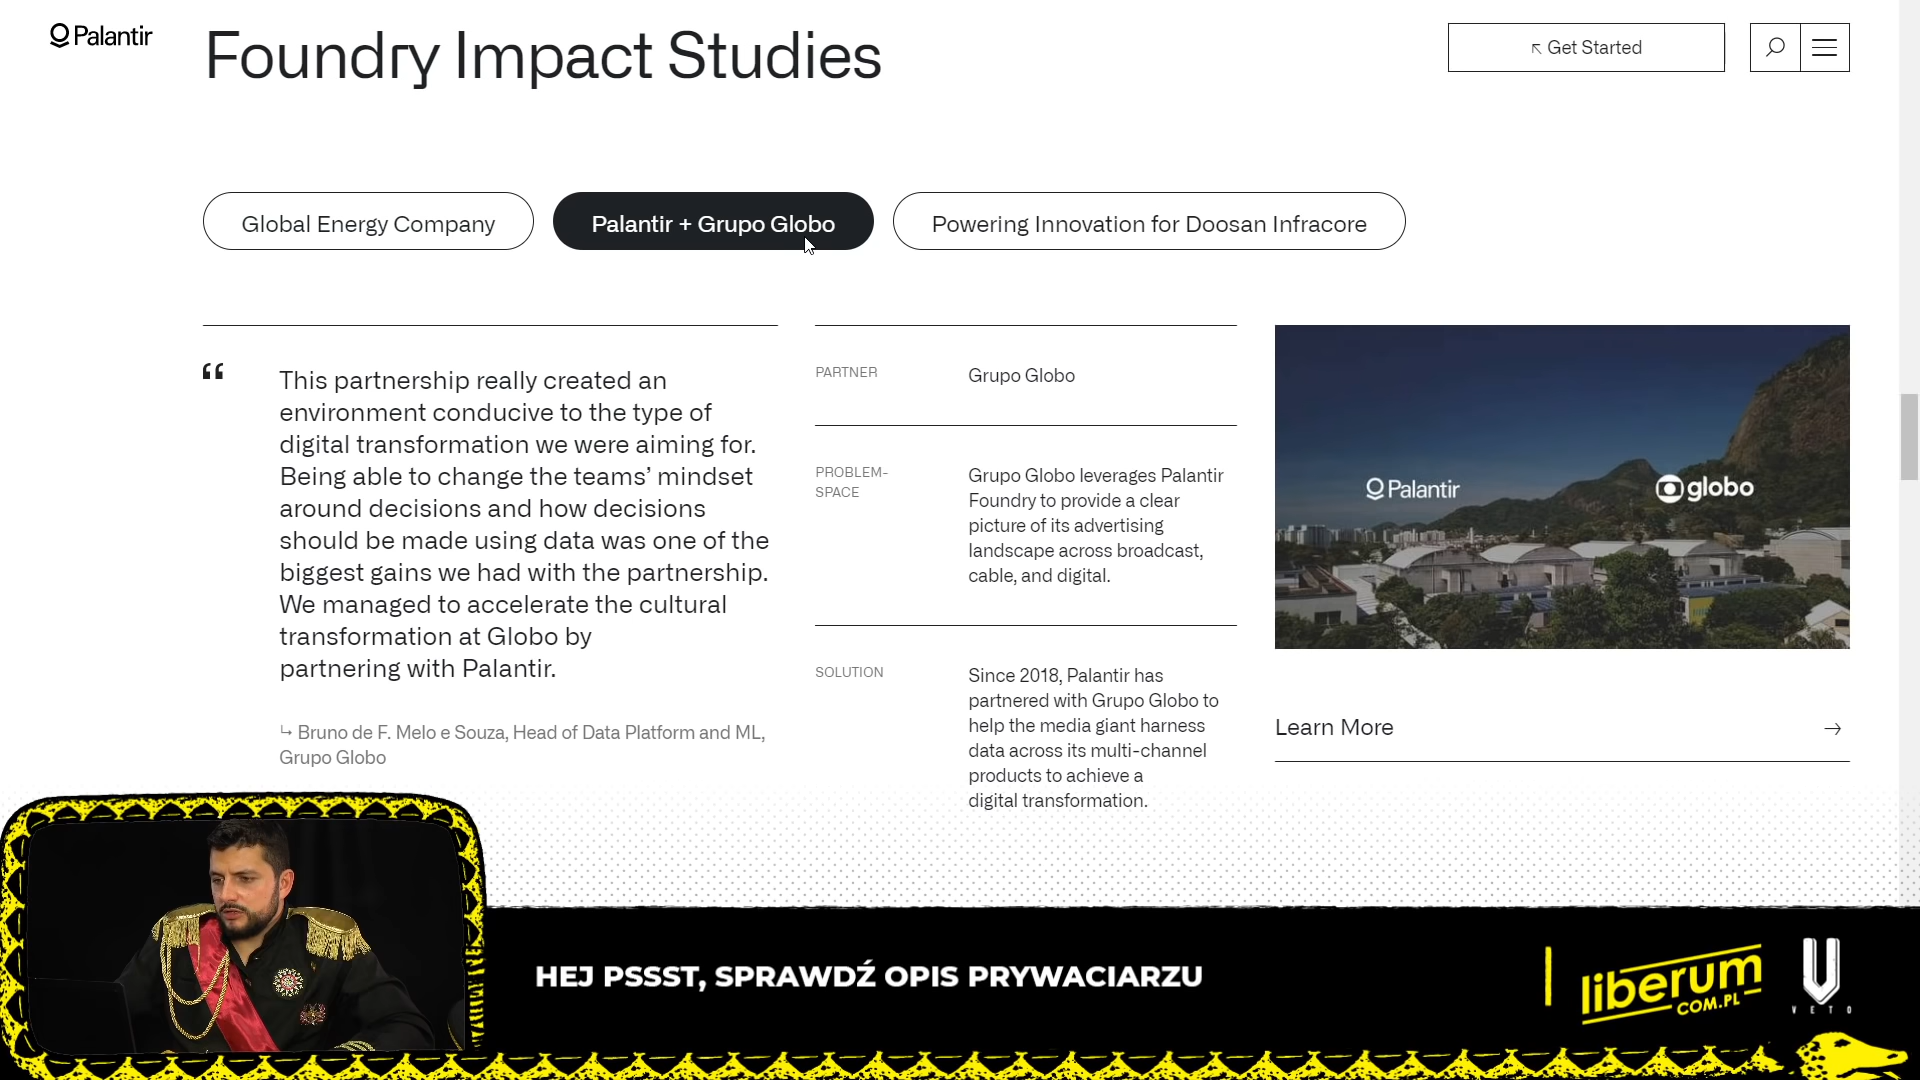 Palantir
Foundry Impact Studies
Get Started
Global Energy Company
Palantir + Grupo Globo
Powering Innovation for Doosan Infracore
“
This partnership really created an
environment conducive to the type of
digital transformation we were aiming for.
Being able to change the teams’ mindset
around decisions and how decisions
should be made using data was one of the
biggest gains we had with the partnership.
We managed to accelerate the cultural
transformation at Globo by
partnering with Palantir.
↳ Bruno de F. Melo e Souza, Head of Data Platform and ML,
Grupo Globo
PARTNER
Grupo Globo
PROBLEM-
SPACE
Grupo Globo leverages Palantir
Foundry to provide a clear
picture of its advertising
landscape across broadcast,
cable, and digital.
SOLUTION
Since 2018, Palantir has
partnered with Grupo Globo to
help the media giant harness
data across its multi-channel
products to achieve a
digital transformation.
Palantir
globo
Learn More
HEJ PSSST, SPRAWDŹ OPIS PRYWACIARZU
liberum
COM.PL
VETO